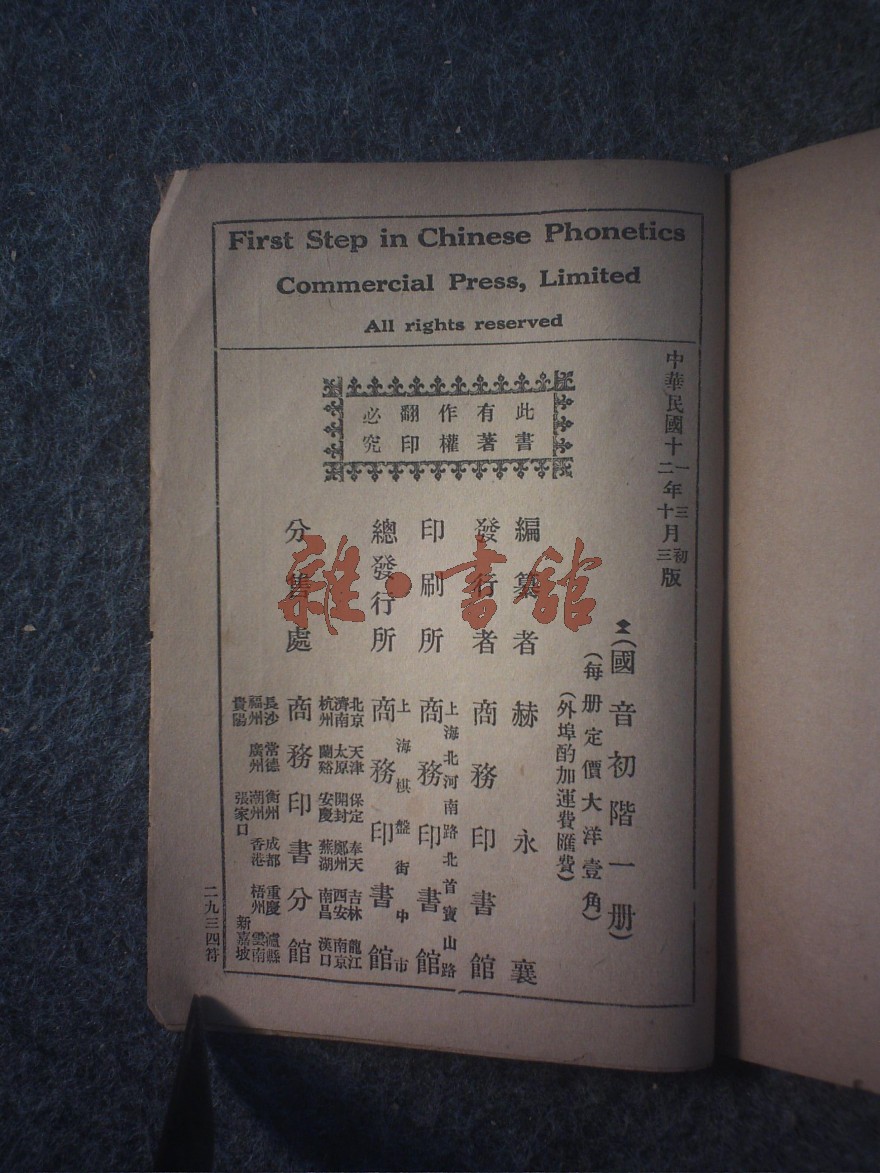 First Step in Chinese Phonetics
Commercial Press, Limited
All rights reserved
此書
有著
作權
翻印
必究
中華民國十一年三月初版
二年十三月三版
(國音初階一册)
(每册定價大洋壹角)
(外埠酌加運費匯費)
編纂者 赫永襄
發行者 商務印書館
印刷所 上海北河南路北首寶山路 商務印書館
總發行所 上海棋盤街中市 商務印書館
分售處 商務印書分館
北京 天津 保定 奉天 吉林 龍江
濟南 太原 開封 鄭州 西安 南京
杭州 蘭谿 安慶 蕪湖 南昌 漢口
長沙 常德 衡州 成都 重慶 瀘縣
福州 廣州 潮州 香港 梧州 雲南
貴陽 張家口 新嘉坡
二九三四符
雜·書館